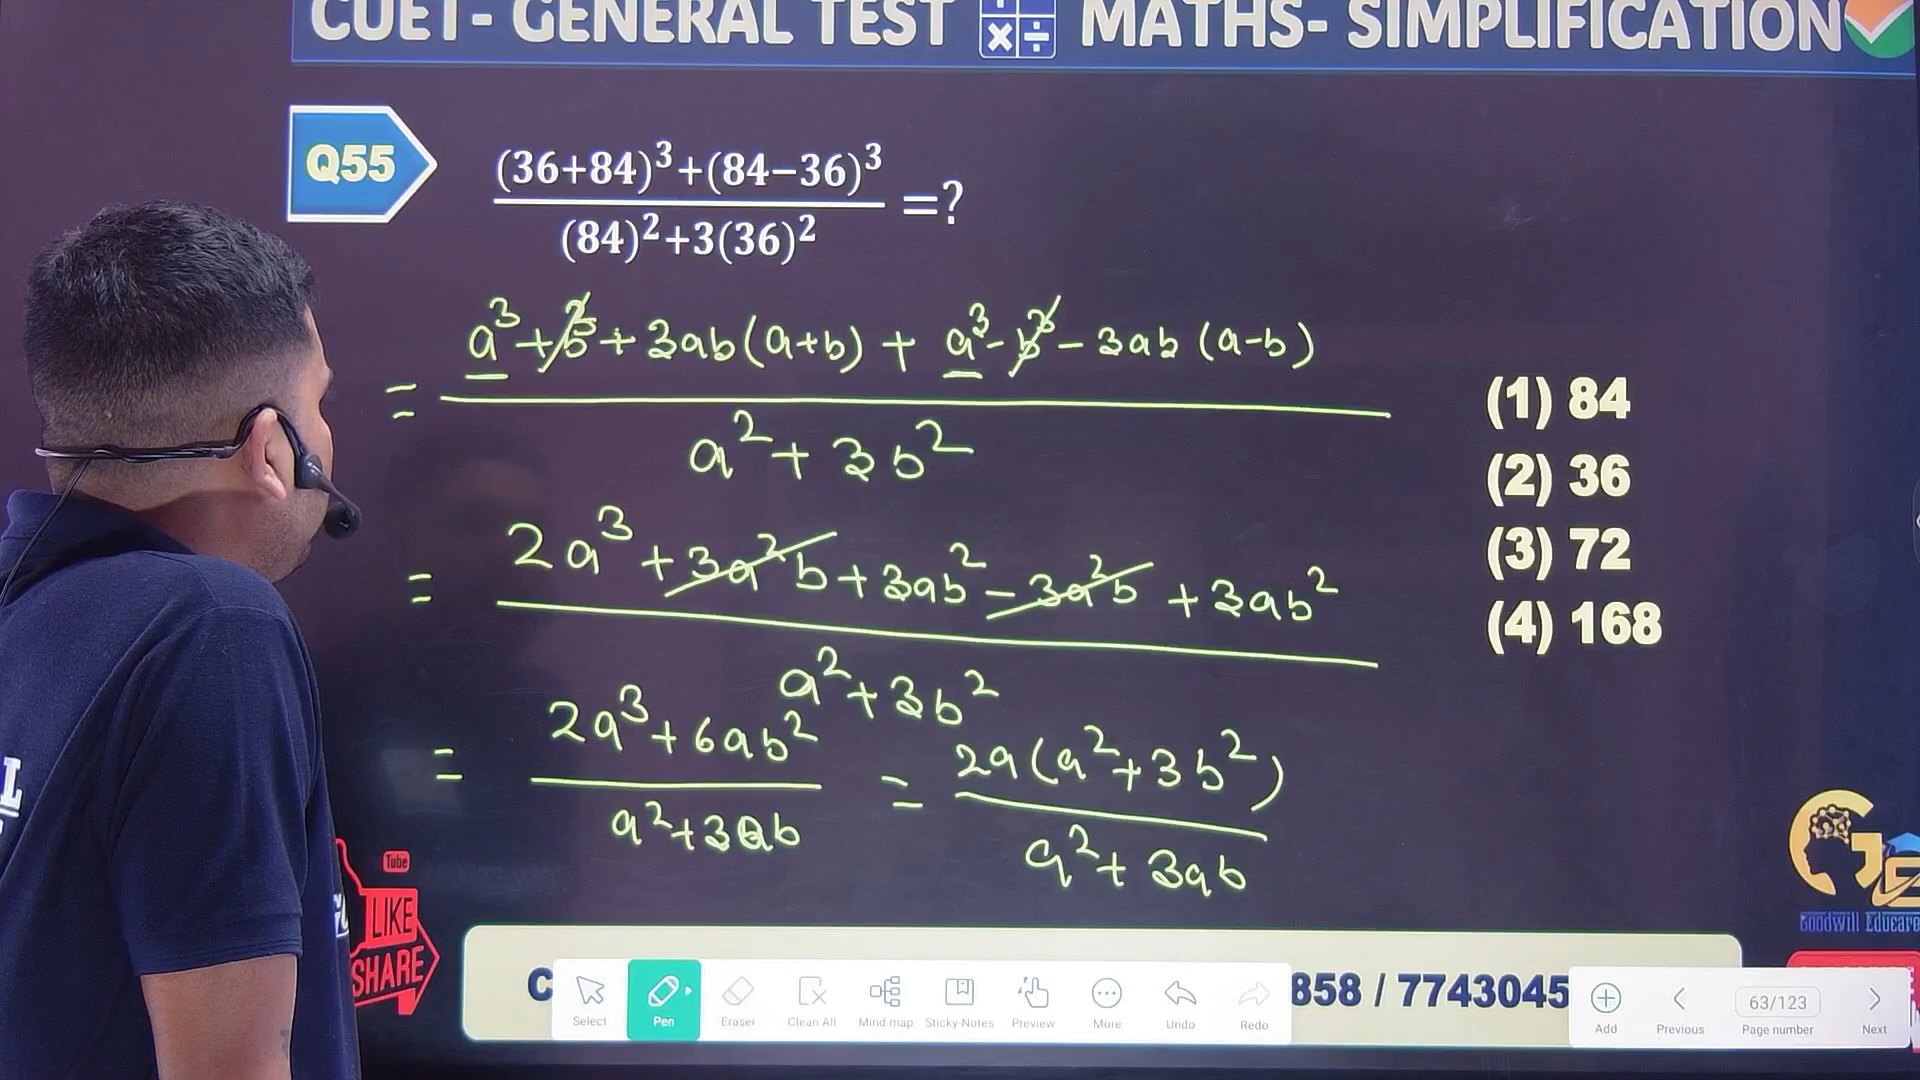 CUET- GENERAL TEST × ÷ MATHS- SIMPLIFICATION
Q55
(36+84)³+(84−36)³ / (84)²+3(36)² =?
= a³+b³+3ab(a+b) + a³-b³-3ab(a-b) / a²+3b²
= 2a³+3a²b+3ab²-3a²b+3ab² / a²+3b²
= 2a³+6ab² / a²+3ab = 2a(a²+3b²) / a²+3ab
(1) 84
(2) 36
(3) 72
(4) 168
Tube
LIKE
SHARE
Goodwill Educare
C 858 / 7743045
Select Pen Eraser Clean All Mind map Sticky-Notes Preview More Undo Redo
Add Previous 63/123 Page number Next